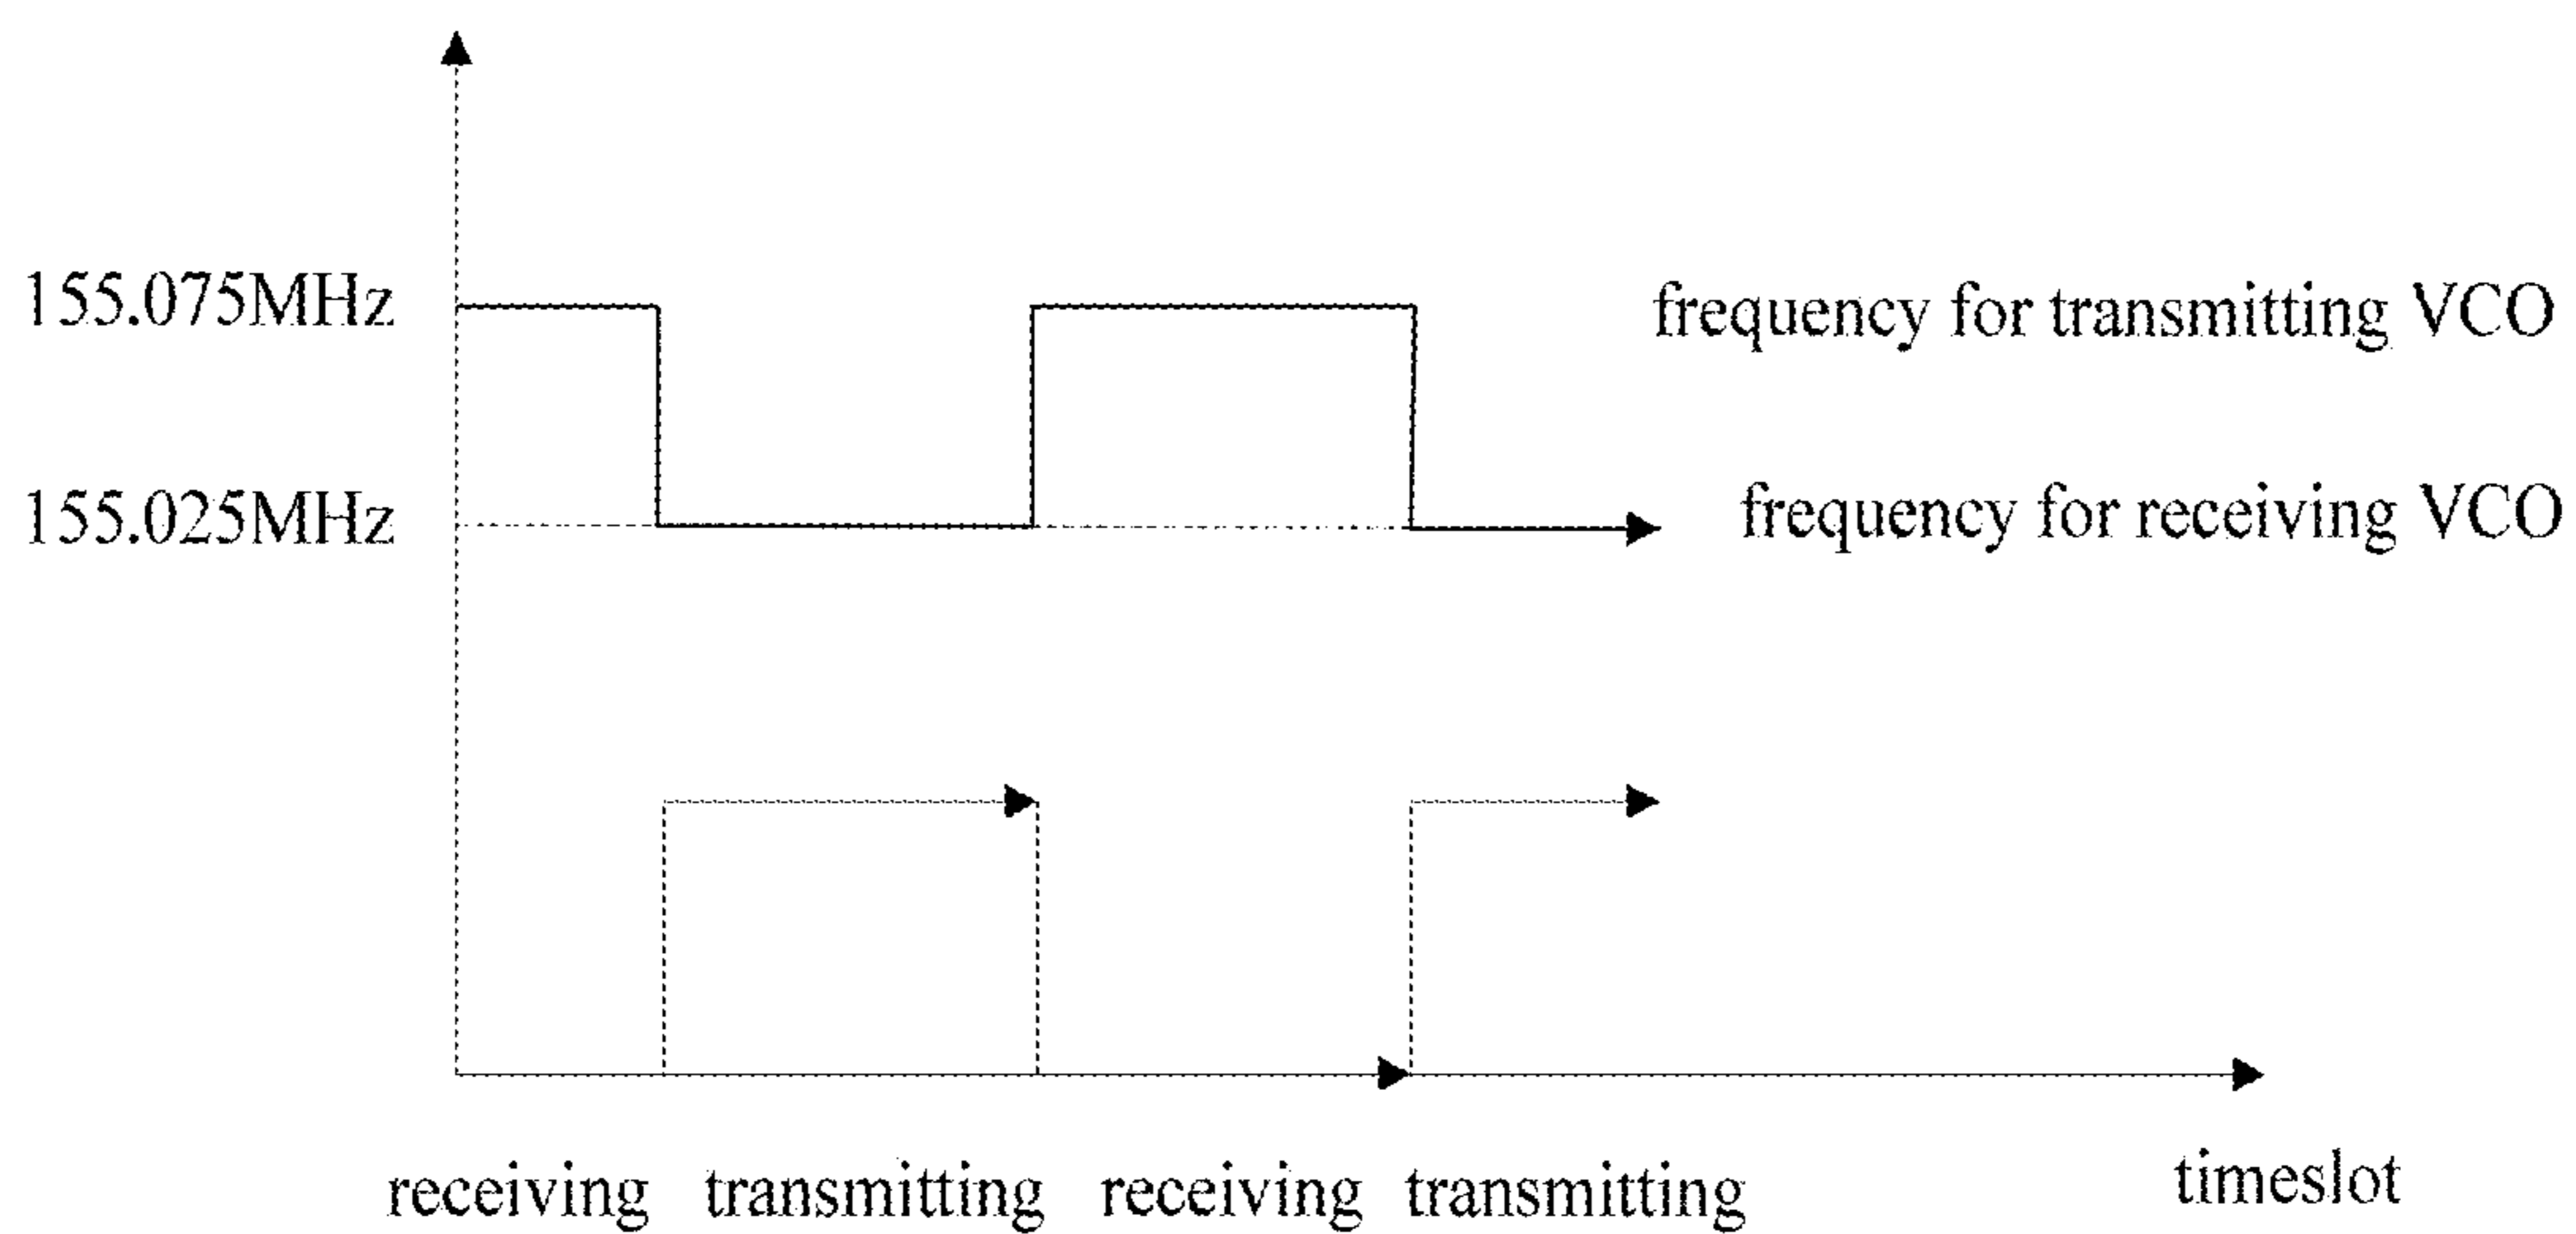 155.075MHz
frequency for transmitting VCO
155.025MHz
frequency for receiving VCO
receiving
transmitting
receiving
transmitting
timeslot